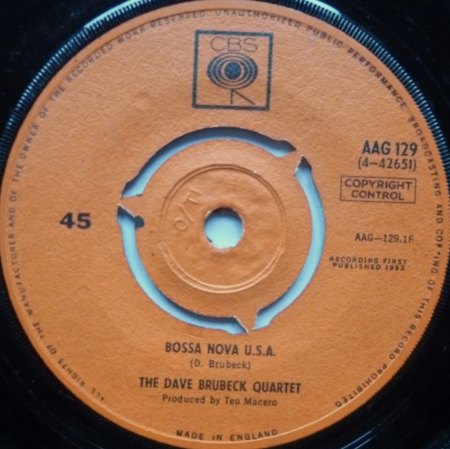 ALL RIGHTS OF THE MANUFACTURER AND OF THE OWNER OF THE RECORDED WORK RESERVED UNAUTHORIZED PUBLIC PERFORMANCE, BROADCASTING AND COPYING OF THIS RECORD PROHIBITED
CBS
AAG 129
(4-42651)
COPYRIGHT
CONTROL
45
AAG-129.1F
RECORDING FIRST
PUBLISHED 1962
BOSSA NOVA U.S.A.
(D. Brubeck)
THE DAVE BRUBECK QUARTET
Produced by Teo Macero
MADE IN ENGLAND